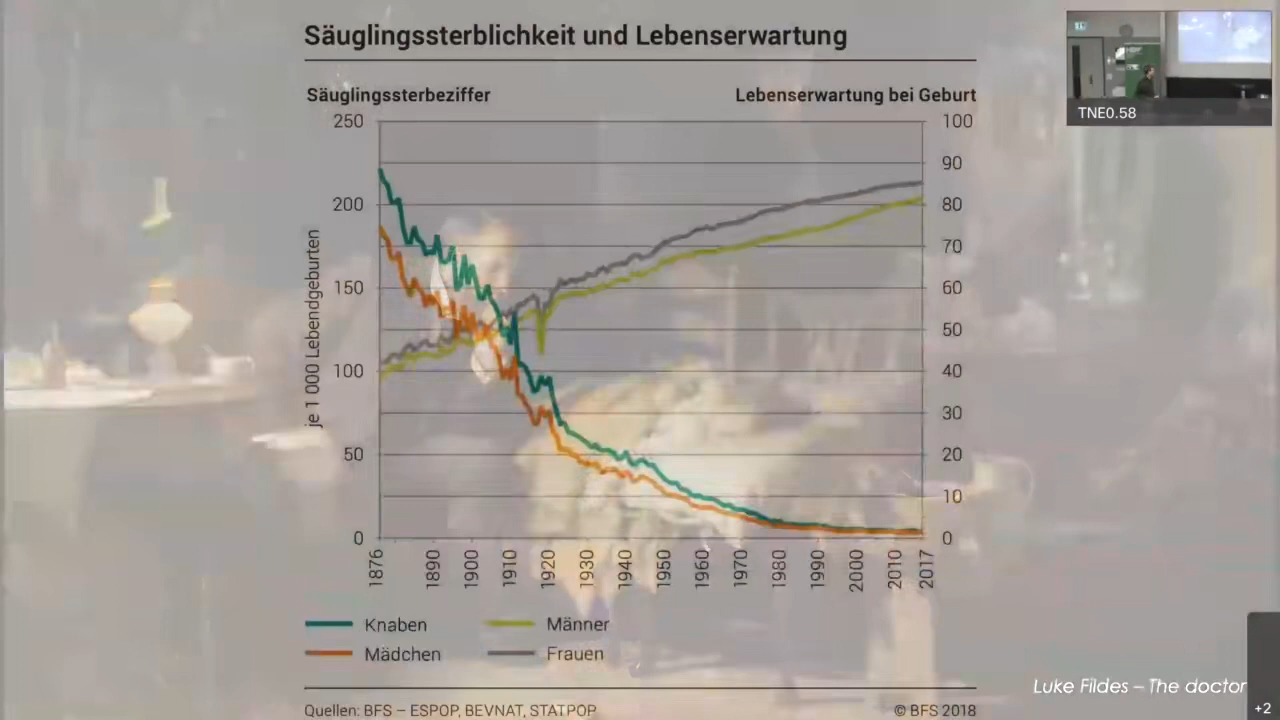 Säuglingssterblichkeit und Lebenserwartung
Säuglingssterbeziffer Lebenserwartung bei Geburt
TNE0.58
je 1 000 Lebendgeburten
250 100
90
200 80
70
150 60
50
100 40
30
50 20
10
0 0
1876 1890 1900 1910 1920 1930 1940 1950 1960 1970 1980 1990 2000 2010 2017
Knaben Männer
Mädchen Frauen
Luke Fildes – The doctor
Quellen: BFS – ESPOP, BEVNAT, STATPOP © BFS 2018
+2